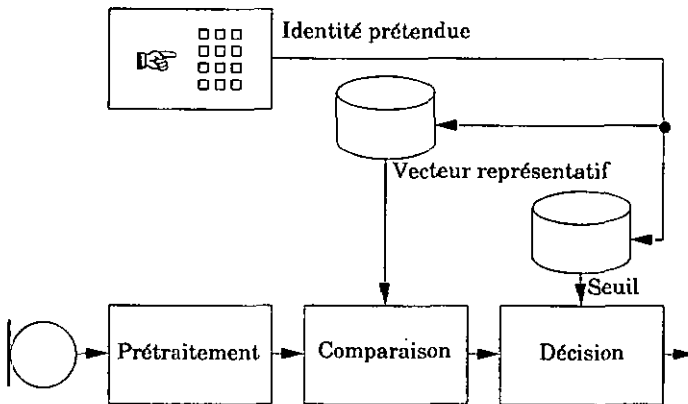 Identité prétendue
Vecteur représentatif
Seuil
Prétraitement
Comparaison
Décision